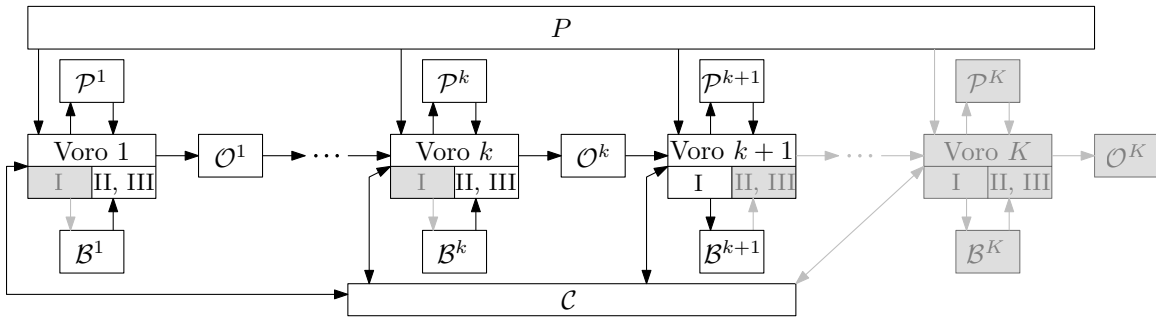 P
𝒫¹ 𝒫ᵏ 𝒫ᵏ⁺¹ 𝒫ᴷ
Voro 1 𝒪¹ ··· Voro k 𝒪ᵏ Voro k + 1 ··· Voro K 𝒪ᴷ
I II, III I II, III I II, III I II, III
ℬ¹ ℬᵏ ℬᵏ⁺¹ ℬᴷ
𝒞